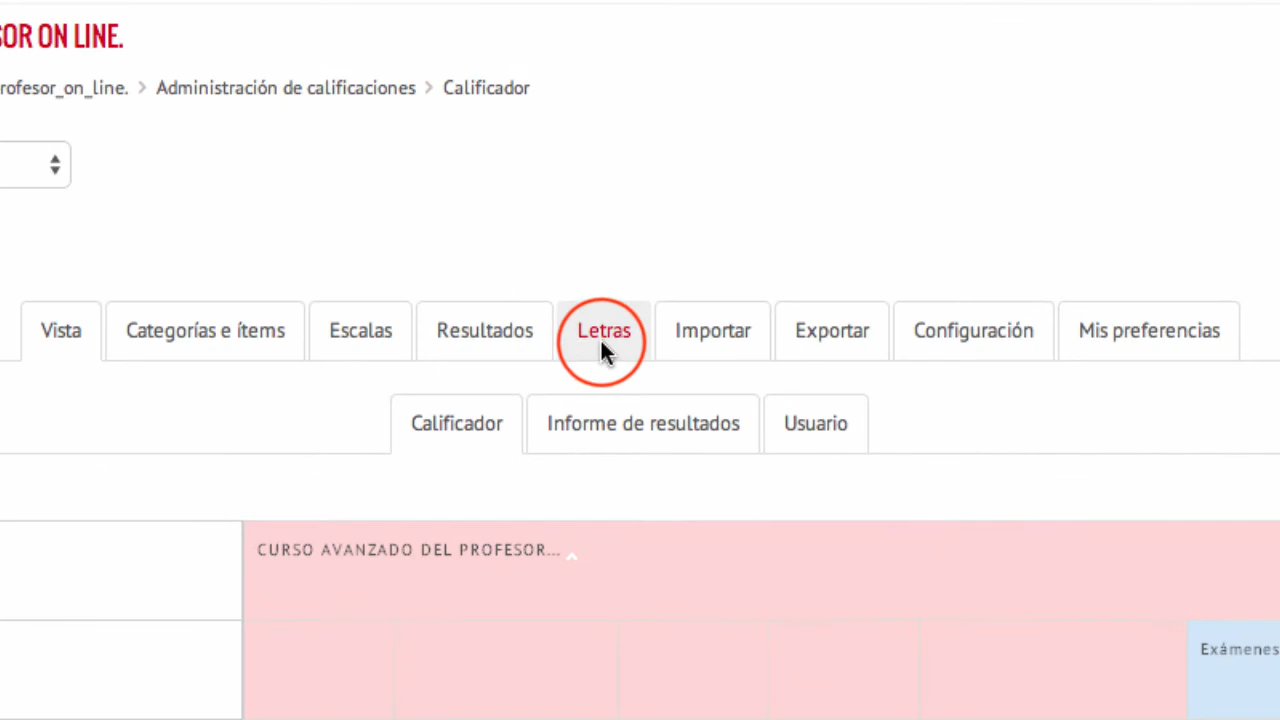 SOR ON LINE.
rofesor_on_line. > Administración de calificaciones > Calificador
Vista Categorías e ítems Escalas Resultados Letras Importar Exportar Configuración Mis preferencias
Calificador Informe de resultados Usuario
CURSO AVANZADO DEL PROFESOR...
Exámenes